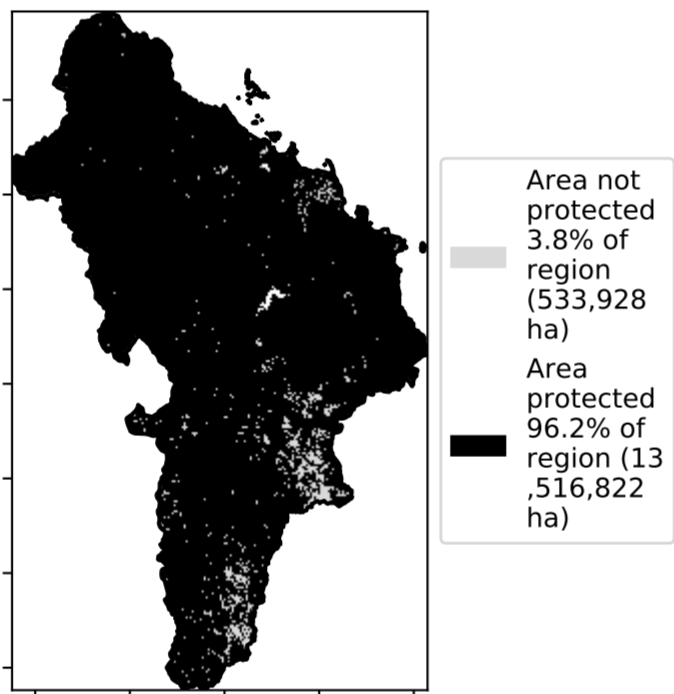 Area not
protected
3.8% of
region
(533,928
ha)
Area
protected
96.2% of
region (13
,516,822
ha)